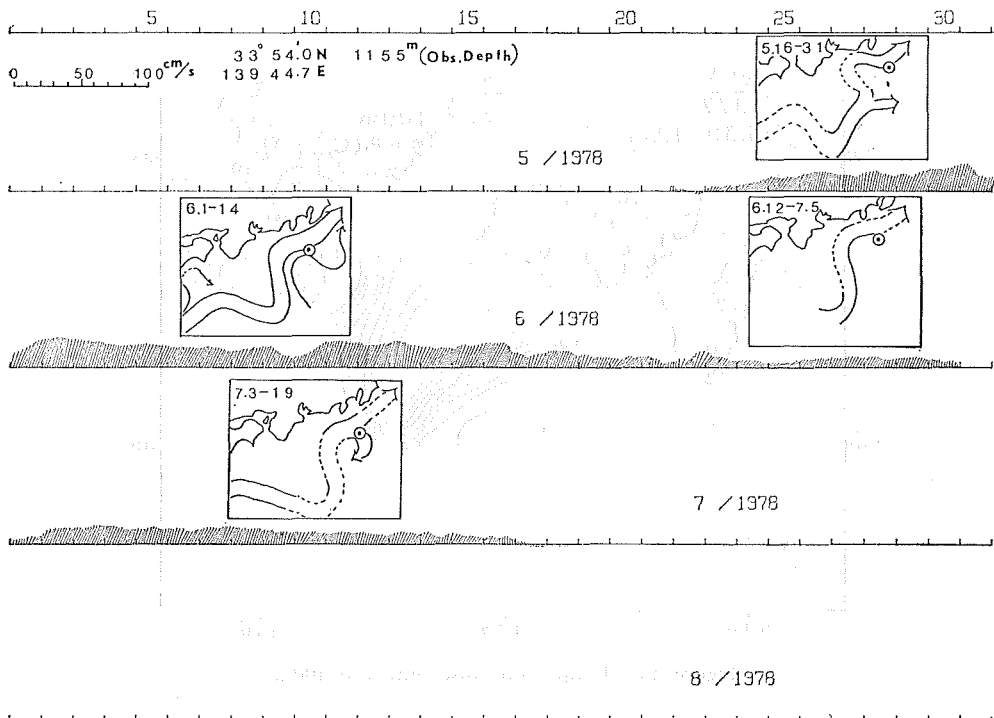 5 10 15 20 25 30
33° 54.0'N 1155m (Obs. Depth)
139 44.7 E
0 50 100 cm/s
5.16-31
5 /1978
6.1-14
6.12-7.5
6 /1978
7.3-19
7 /1978
8 /1978